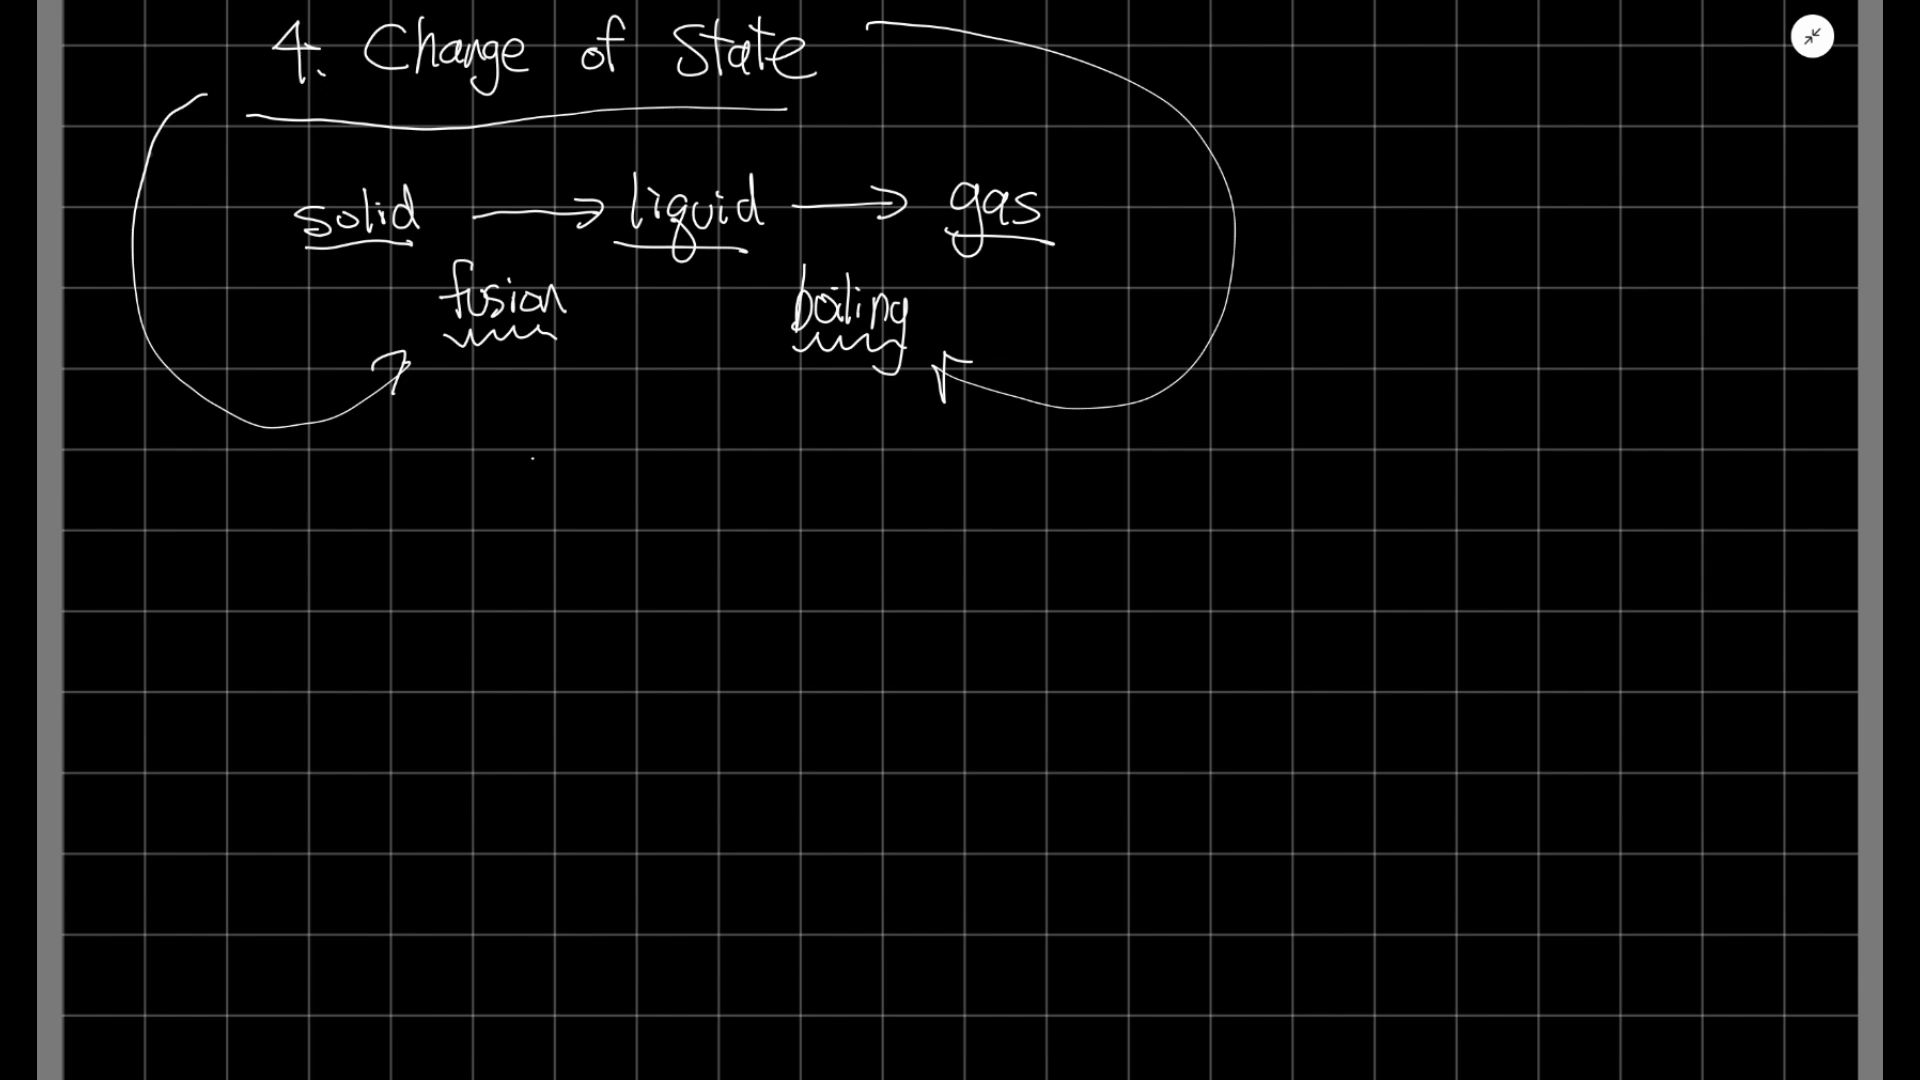 4. Change of State
solid → liquid → gas
fusion boiling